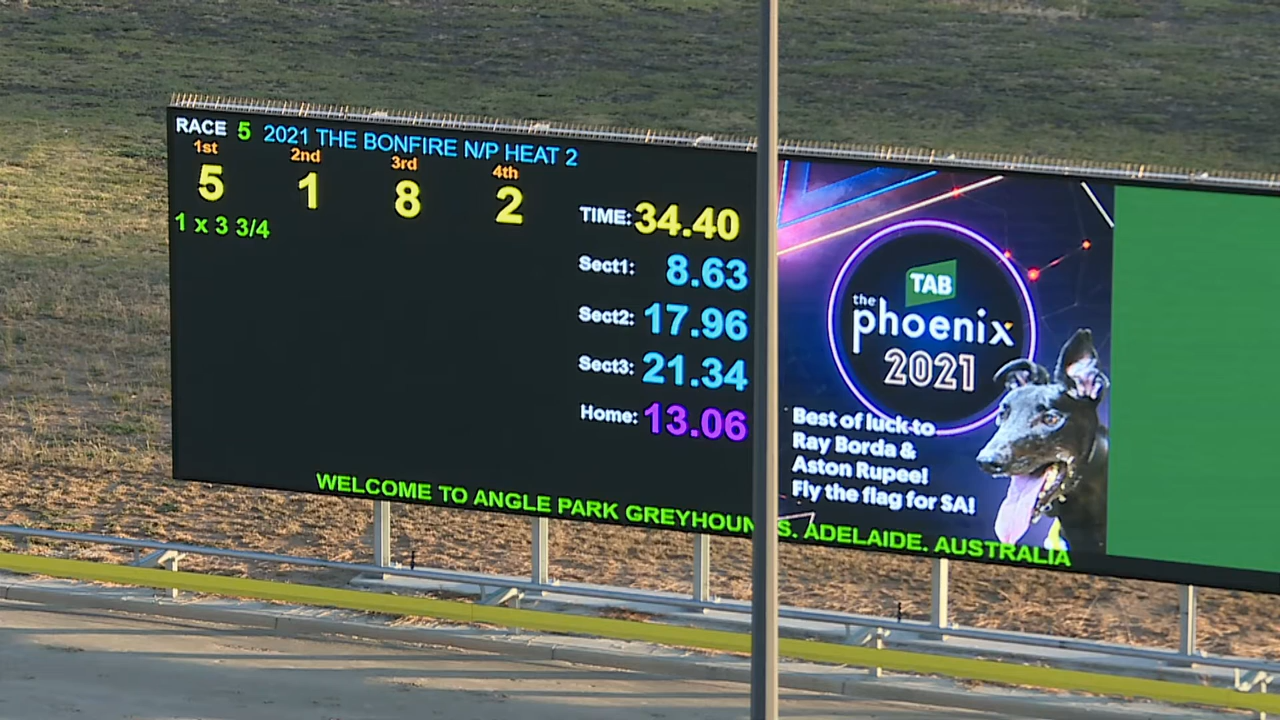 RACE 5 2021 THE BONFIRE N/P HEAT 2
1st 2nd 3rd 4th
5 1 8 2
1 x 3 3/4
TIME: 34.40
Sect1: 8.63
Sect2: 17.96
Sect3: 21.34
Home: 13.06
TAB
the
phoenix
2021
Best of luck to
Ray Borda &
Aston Rupee!
Fly the flag for SA!
WELCOME TO ANGLE PARK GREYHOUN S. ADELAIDE. AUSTRALIA